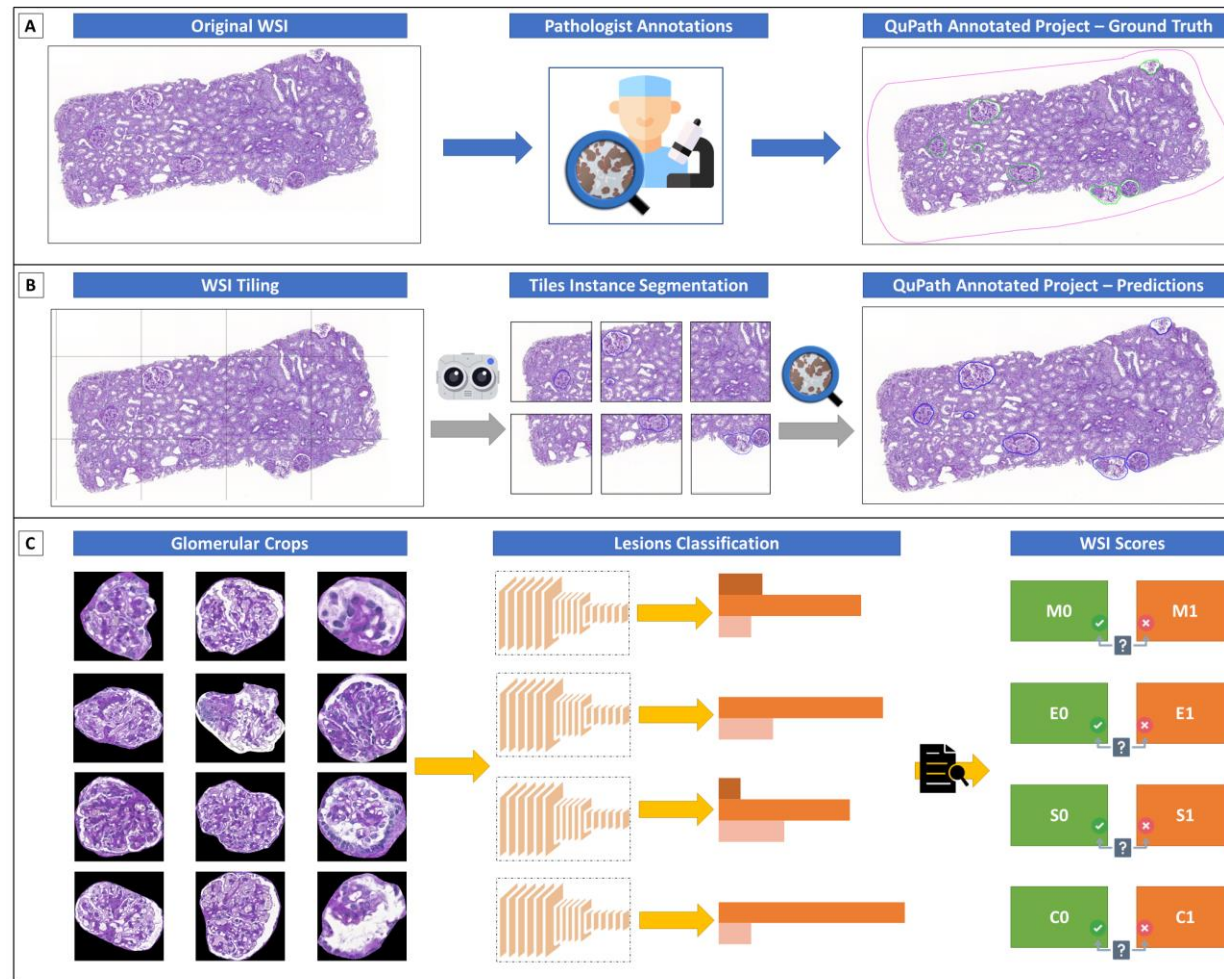 A
Original WSI
Pathologist Annotations
QuPath Annotated Project – Ground Truth
B
WSI Tiling
Tiles Instance Segmentation
QuPath Annotated Project – Predictions
C
Glomerular Crops
Lesions Classification
WSI Scores
M0
M1
?
E0
E1
?
S0
S1
?
C0
C1
?